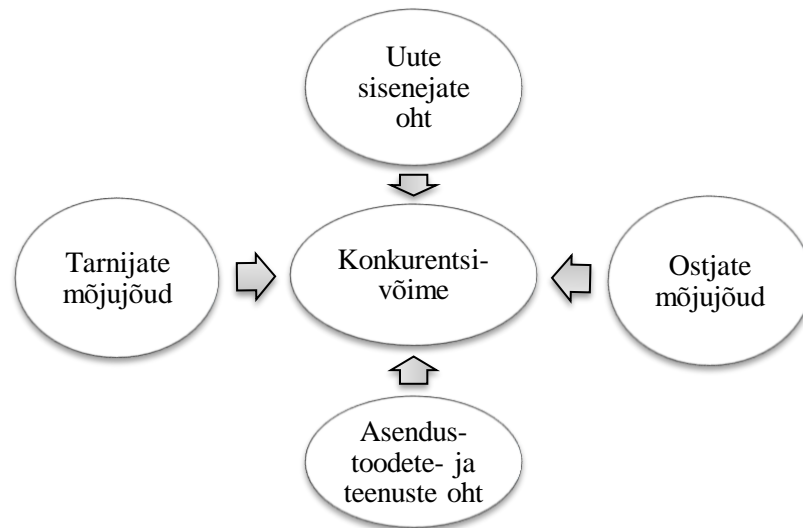 Uute
sisenejate
oht
Tarnijate
mõjujõud
Konkurentsi-
võime
Ostjate
mõjujõud
Asendus-
toodete- ja
teenuste oht